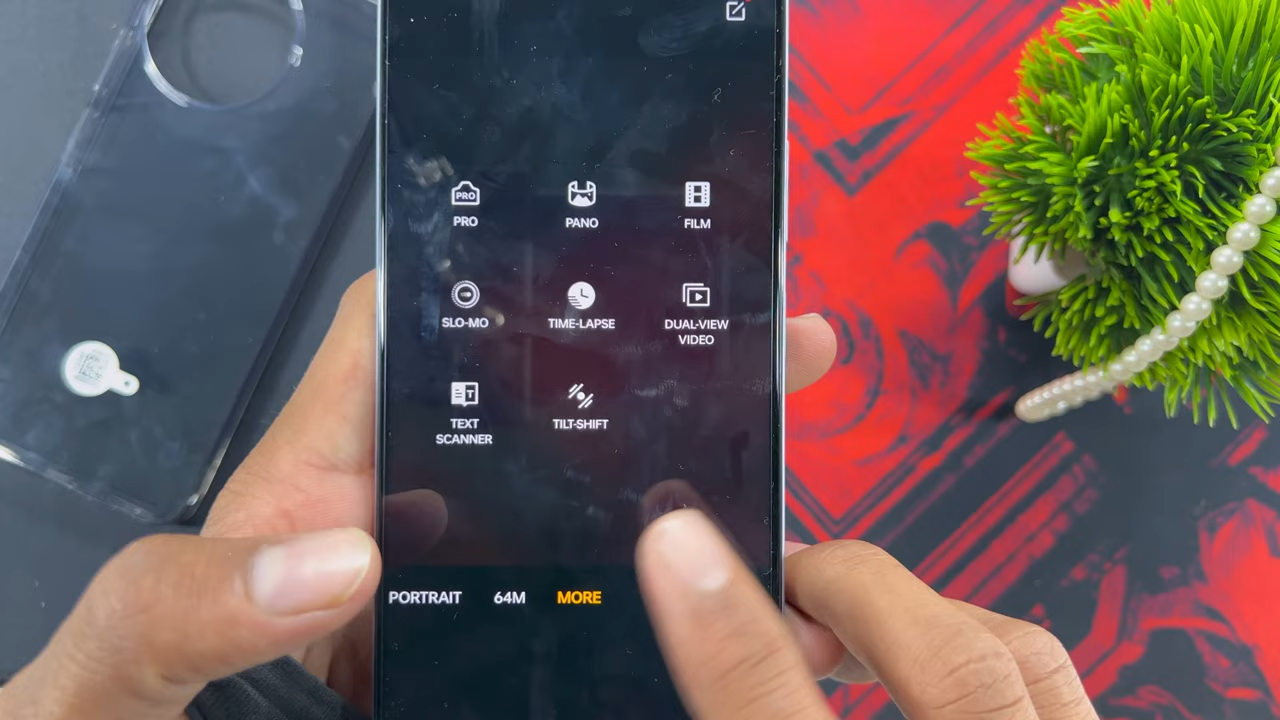 PRO
PRO
PANO
FILM
SLO-MO
TIME-LAPSE
DUAL-VIEW
VIDEO
T
TEXT
SCANNER
TILT-SHIFT
PORTRAIT
64M
MORE